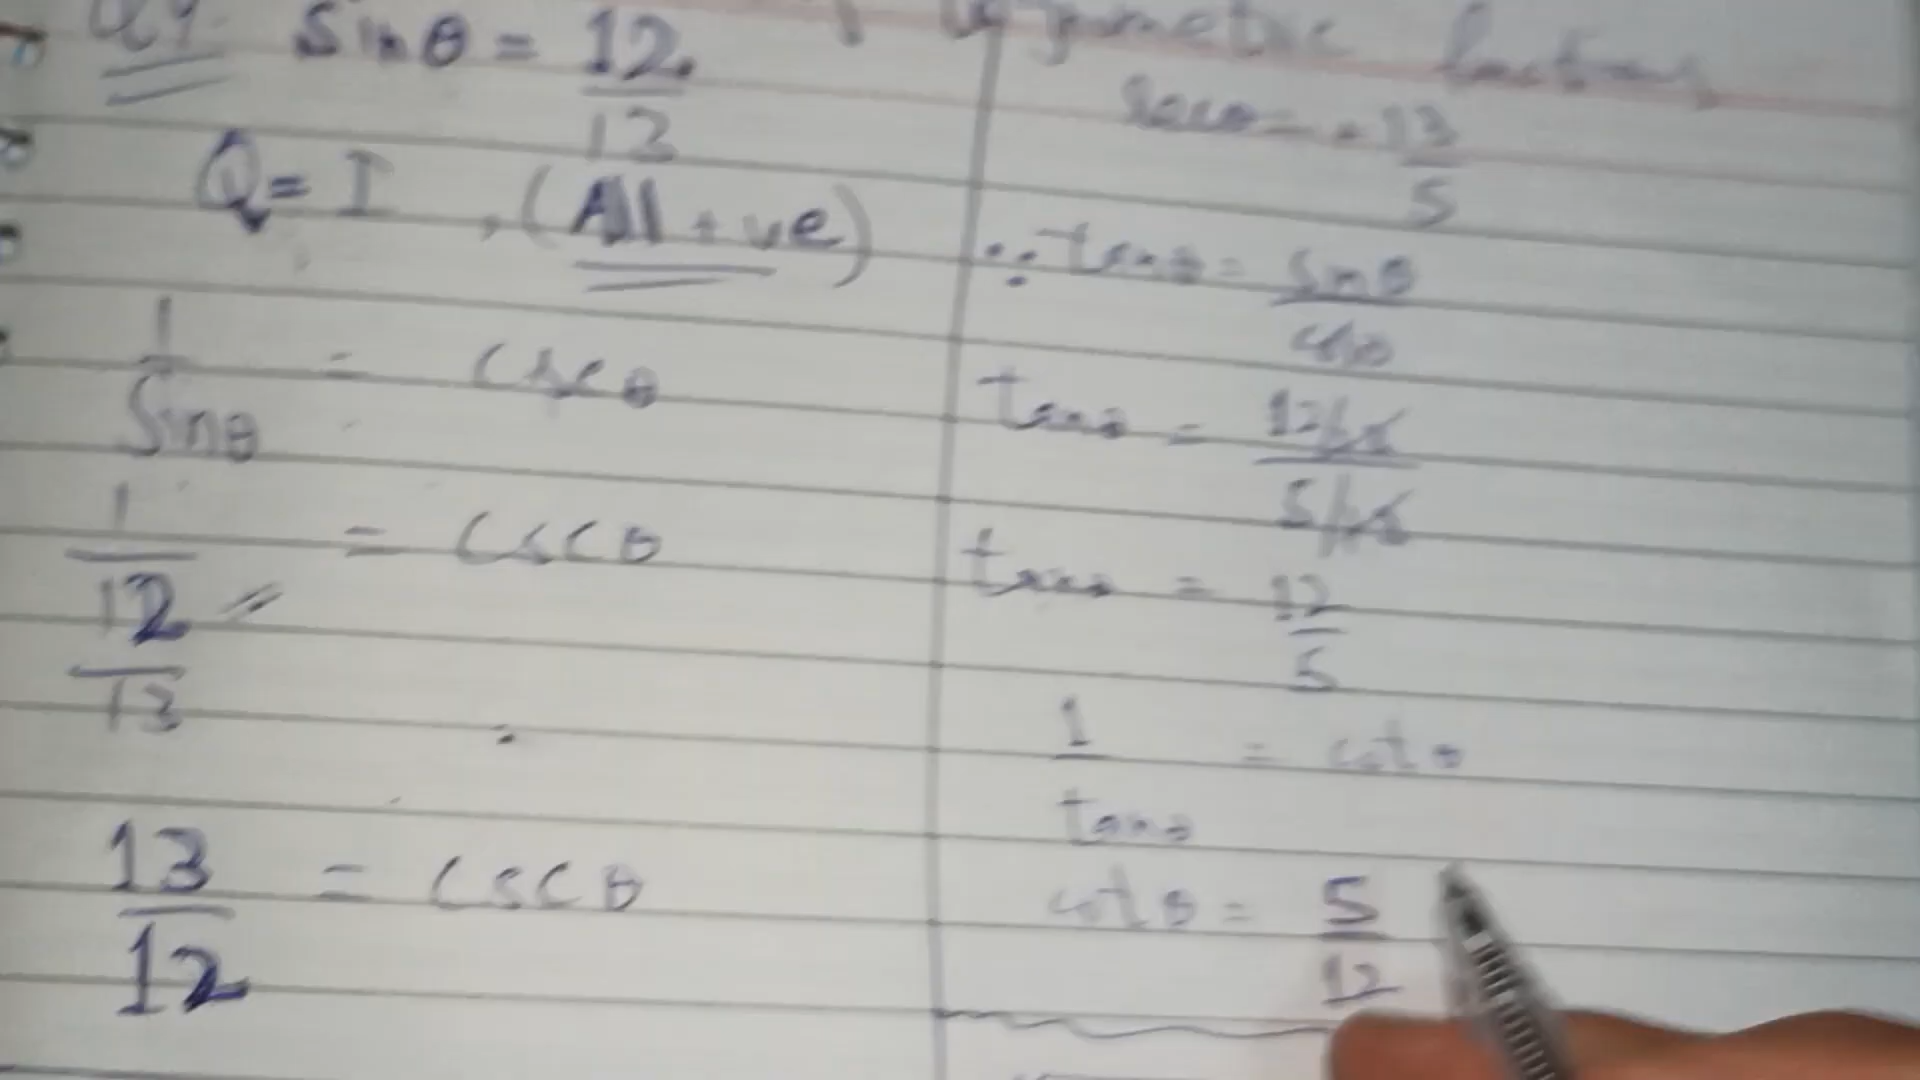 Q1. Sinθ = 12/13
Q = I , (All +ve)
1/Sinθ = cscθ
1/(12/13) = cscθ
13/12 = cscθ
secθ = 13/5
∵ tanθ = sinθ/cosθ
tanθ = (12/13)/(5/13)
tanθ = 12/5
1/tanθ = cotθ
cotθ = 5/12